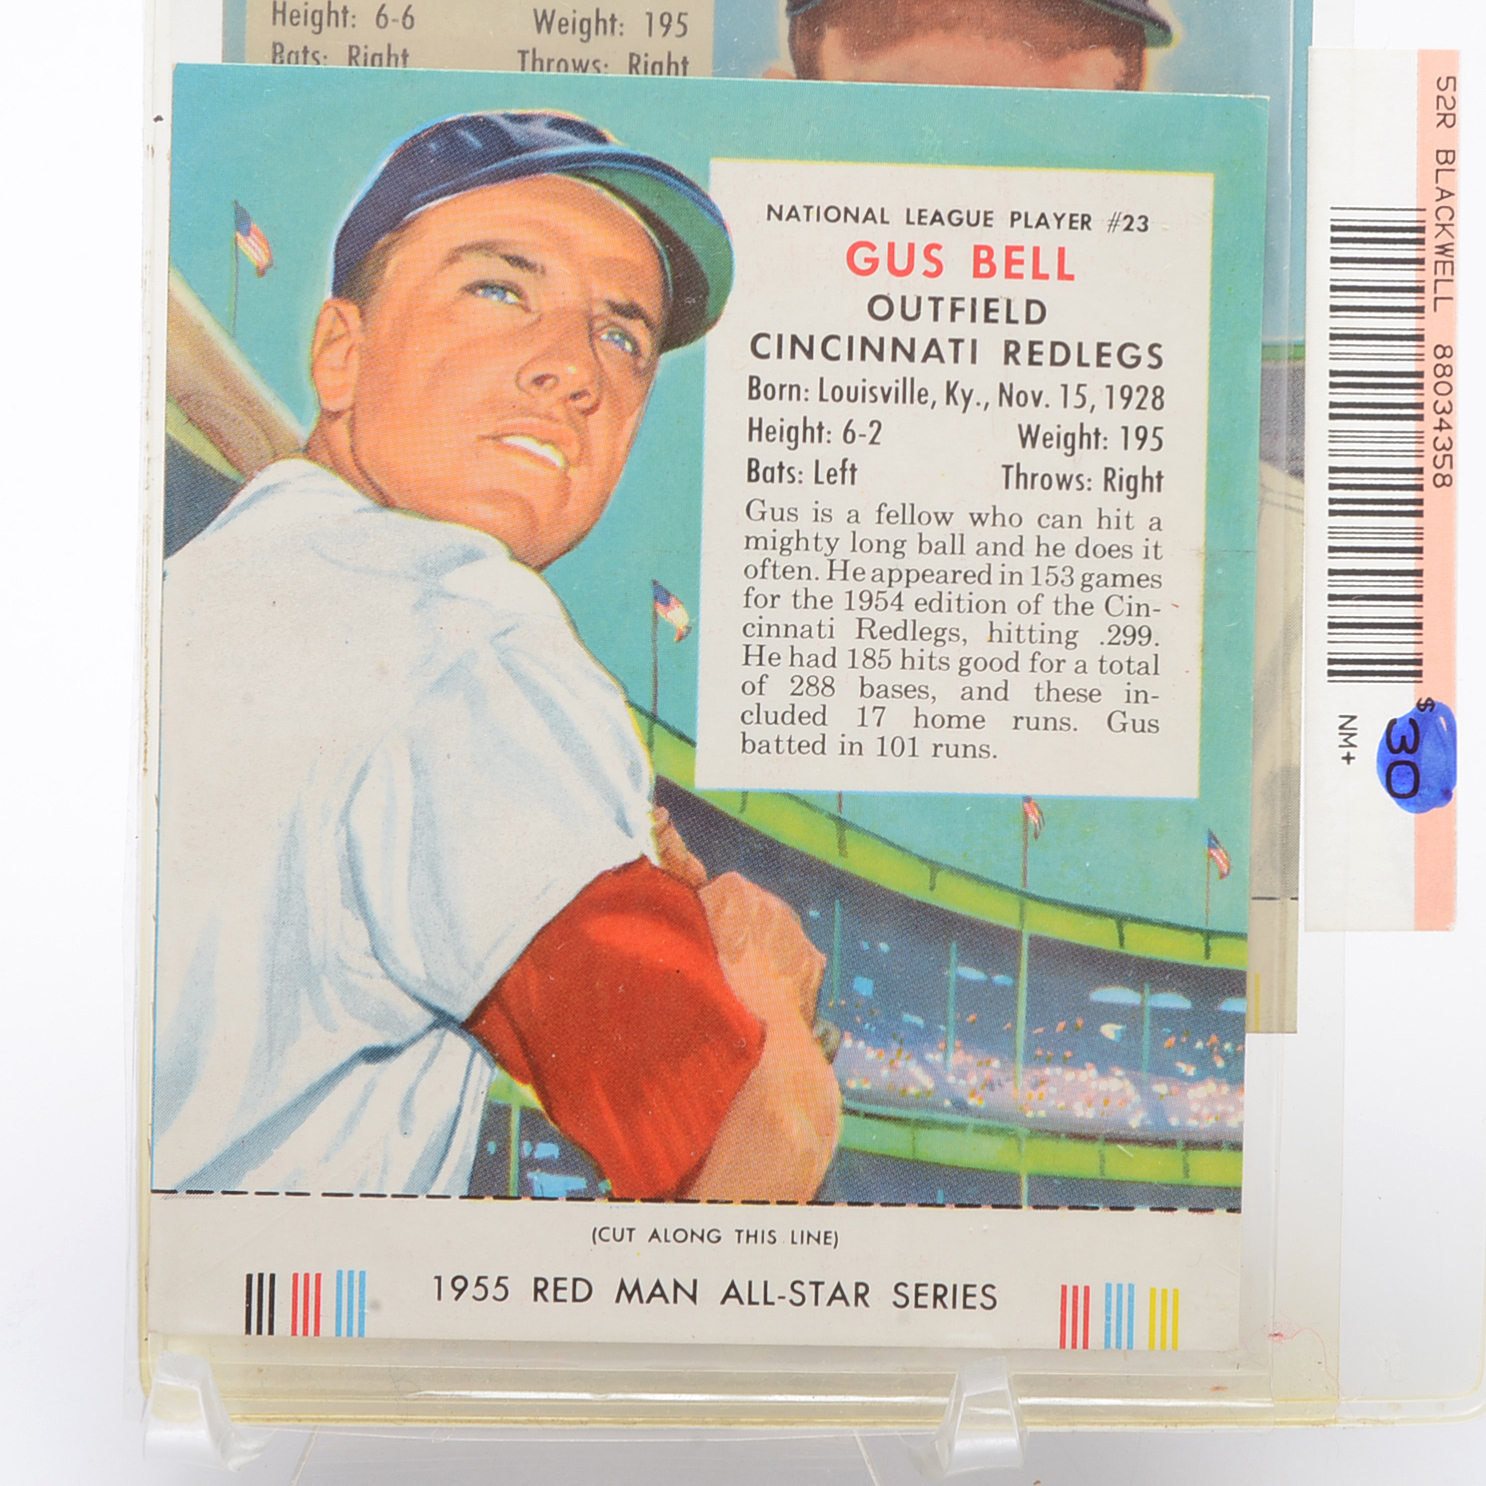 Height: 6-6 Weight: 195
Bats: Right Throws: Right
NATIONAL LEAGUE PLAYER #23
GUS BELL
OUTFIELD
CINCINNATI REDLEGS
Born: Louisville, Ky., Nov. 15, 1928
Height: 6-2 Weight: 195
Bats: Left Throws: Right
Gus is a fellow who can hit a
mighty long ball and he does it
often. He appeared in 153 games
for the 1954 edition of the Cin-
cinnati Redlegs, hitting .299.
He had 185 hits good for a total
of 288 bases, and these in-
cluded 17 home runs. Gus
batted in 101 runs.
(CUT ALONG THIS LINE)
1955 RED MAN ALL-STAR SERIES
52R BLACKWELL 88034358
NM+
$30